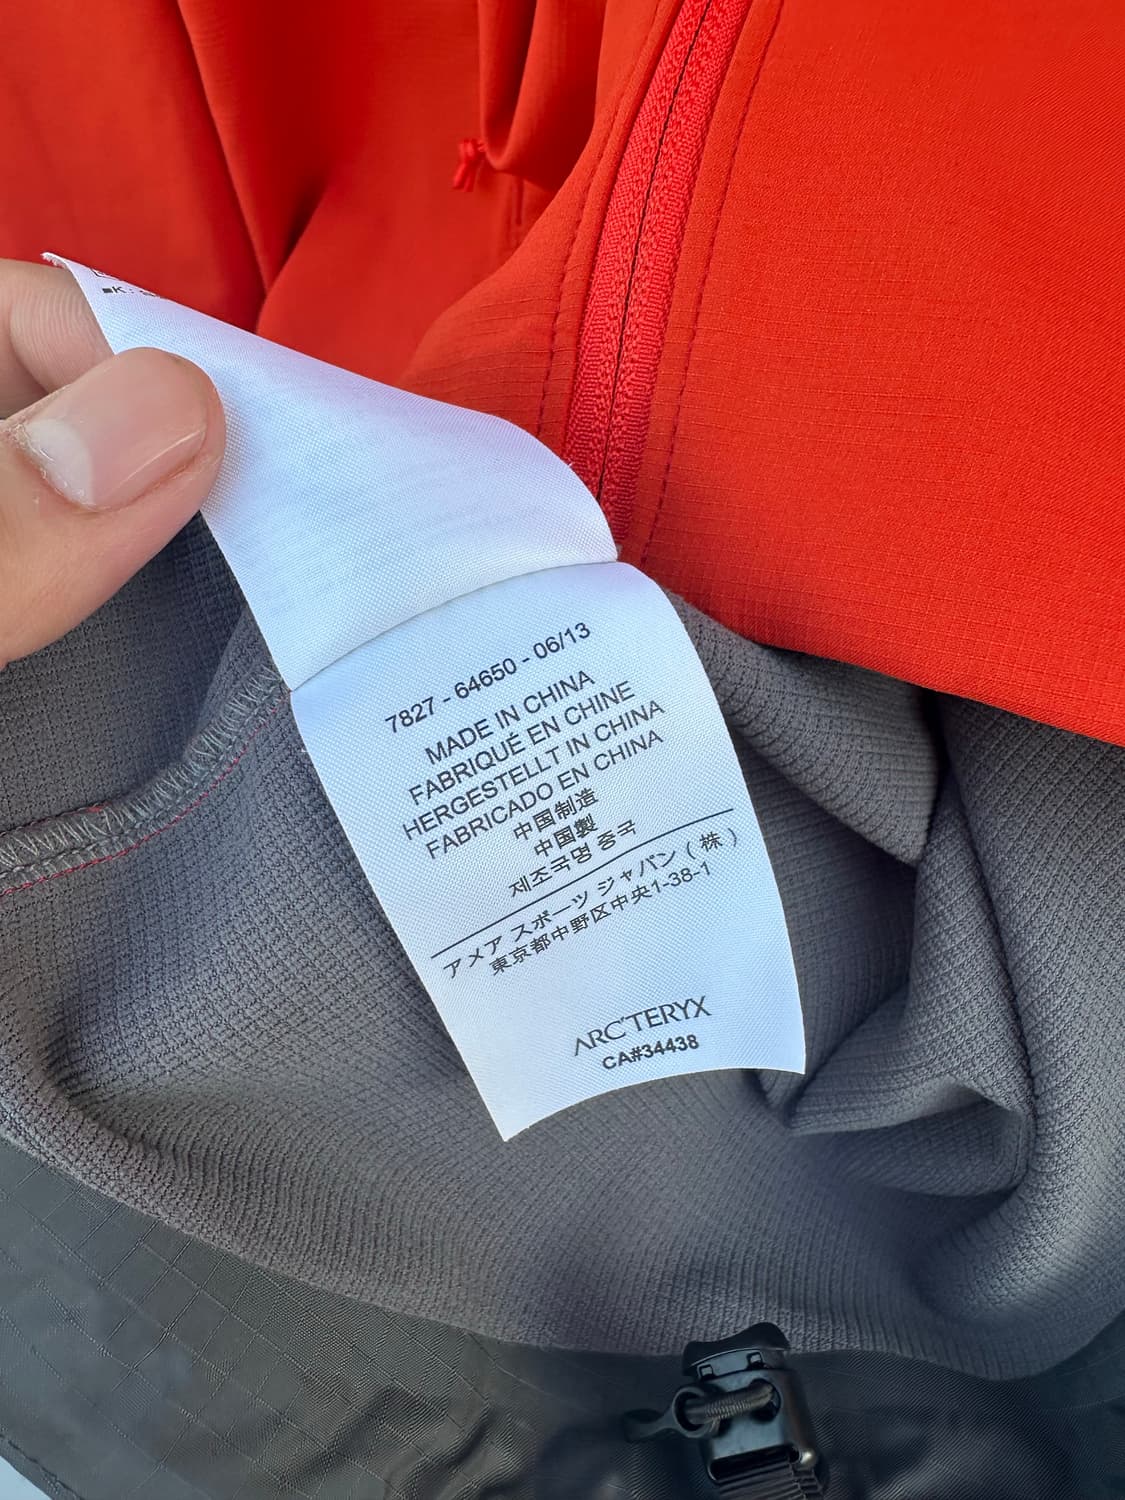 7827 - 64650 - 06/13
MADE IN CHINA
FABRIQUÉ EN CHINE
HERGESTELLT IN CHINA
FABRICADO EN CHINA
中国制造
中国製
제조국명 중국
アメア スポーツ ジャパン ( 株 )
東京都中野区中央1-38-1
ARC'TERYX
CA#34438